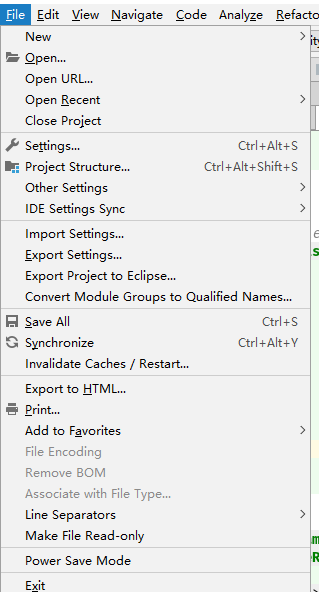 File Edit View Navigate Code Analyze Refacto
New
Open...
Open URL...
Open Recent
Close Project
Settings... Ctrl+Alt+S
Project Structure... Ctrl+Alt+Shift+S
Other Settings
IDE Settings Sync
Import Settings...
Export Settings...
Export Project to Eclipse...
Convert Module Groups to Qualified Names...
Save All Ctrl+S
Synchronize Ctrl+Alt+Y
Invalidate Caches / Restart...
Export to HTML...
Print...
Add to Favorites
File Encoding
Remove BOM
Associate with File Type...
Line Separators
Make File Read-only
Power Save Mode
Exit